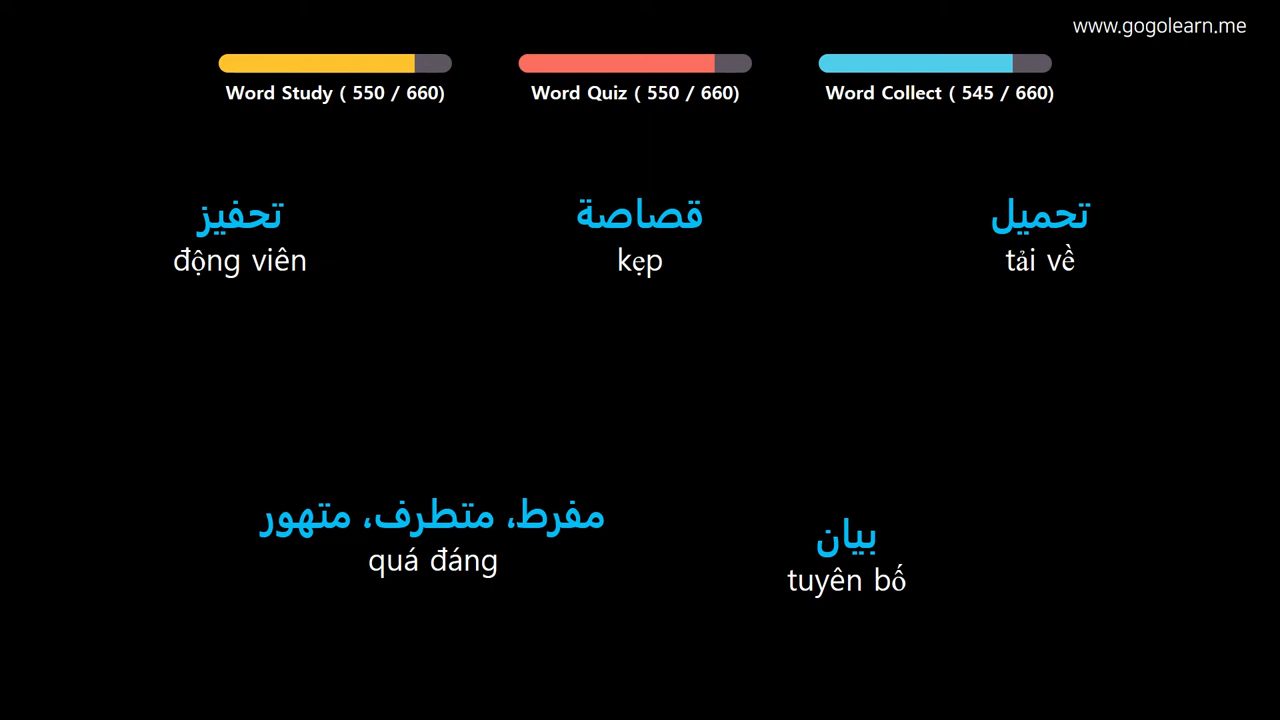 www.gogolearn.me
Word Study ( 550 / 660)
Word Quiz ( 550 / 660)
Word Collect ( 545 / 660)
تحفيز
động viên
قصاصة
kẹp
تحميل
tải về
مفرط، متطرف، متهور
quá đáng
بيان
tuyên bố